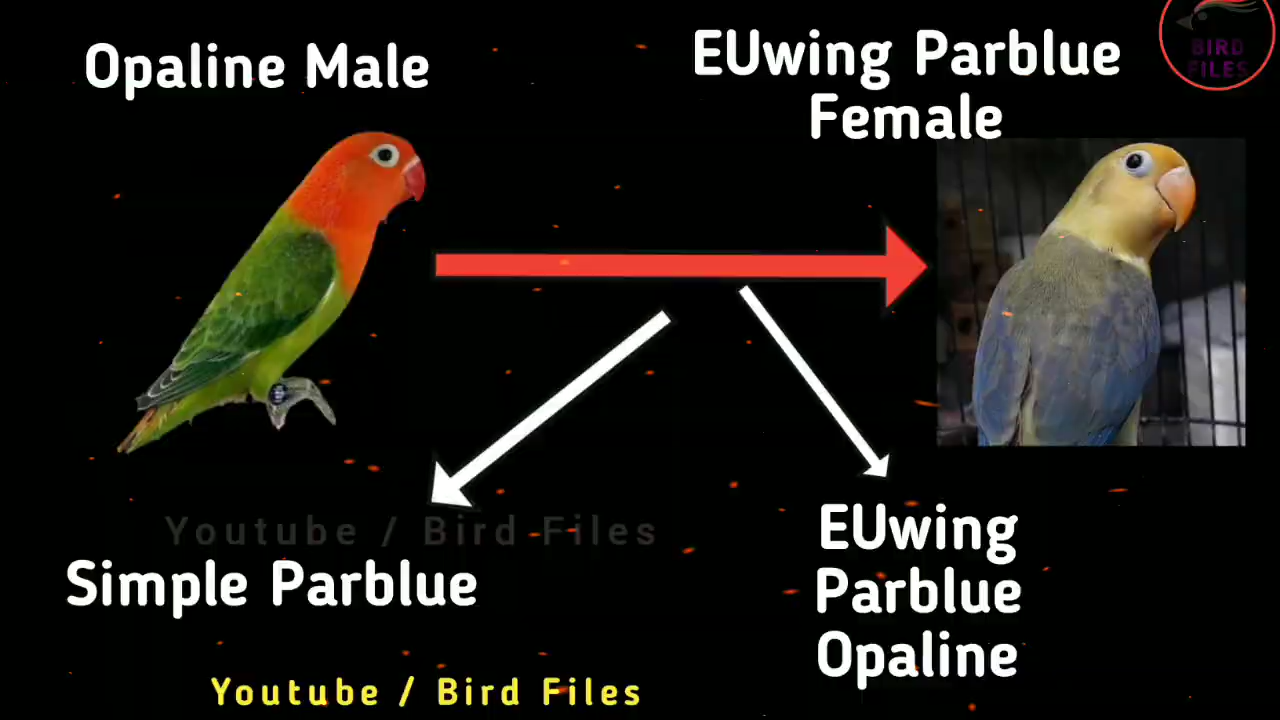 Opaline Male
EUwing Parblue
Female
BIRD
FILES
Youtube / Bird Files
Simple Parblue
EUwing
Parblue
Opaline
Youtube / Bird Files